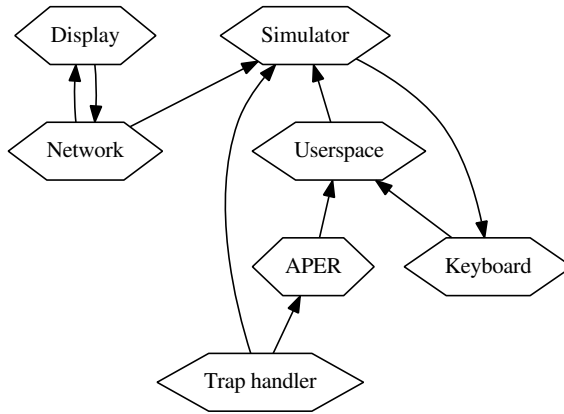 Display
Simulator
Network
Userspace
APER
Keyboard
Trap handler